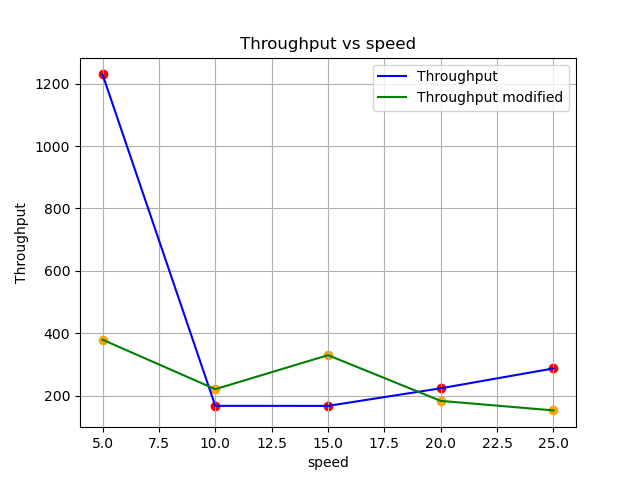 Throughput vs speed
Throughput
Throughput modified
1200
1000
800
600
400
200
Throughput
5.0 7.5 10.0 12.5 15.0 17.5 20.0 22.5 25.0
speed